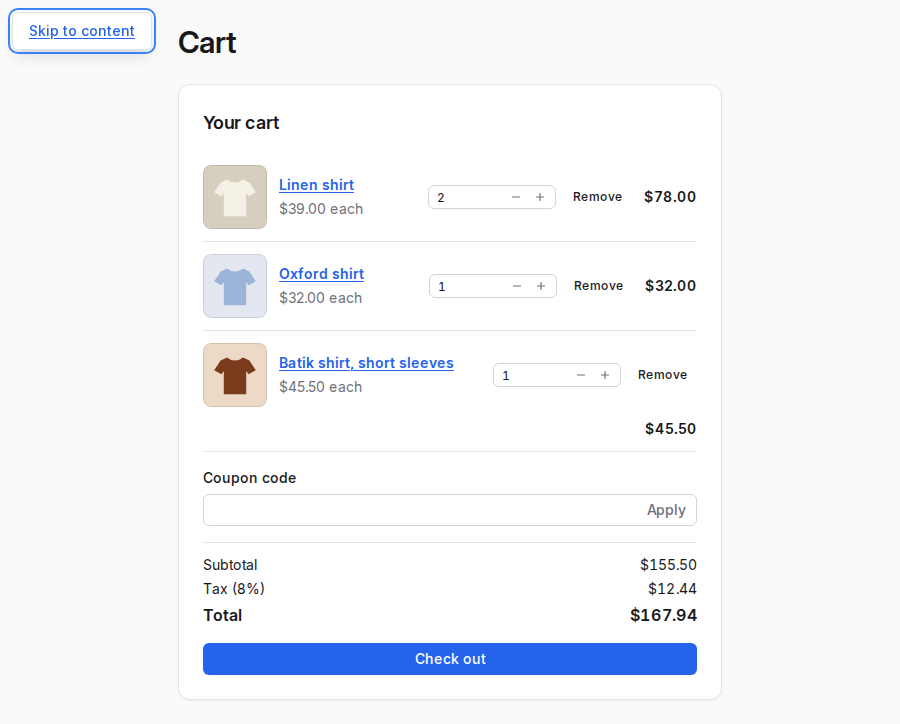 Skip to content
Cart
Your cart
Linen shirt
$39.00 each
2
Remove
$78.00
Oxford shirt
$32.00 each
1
Remove
$32.00
Batik shirt, short sleeves
$45.50 each
1
Remove
$45.50
Coupon code
Apply
Subtotal $155.50
Tax (8%) $12.44
Total $167.94
Check out